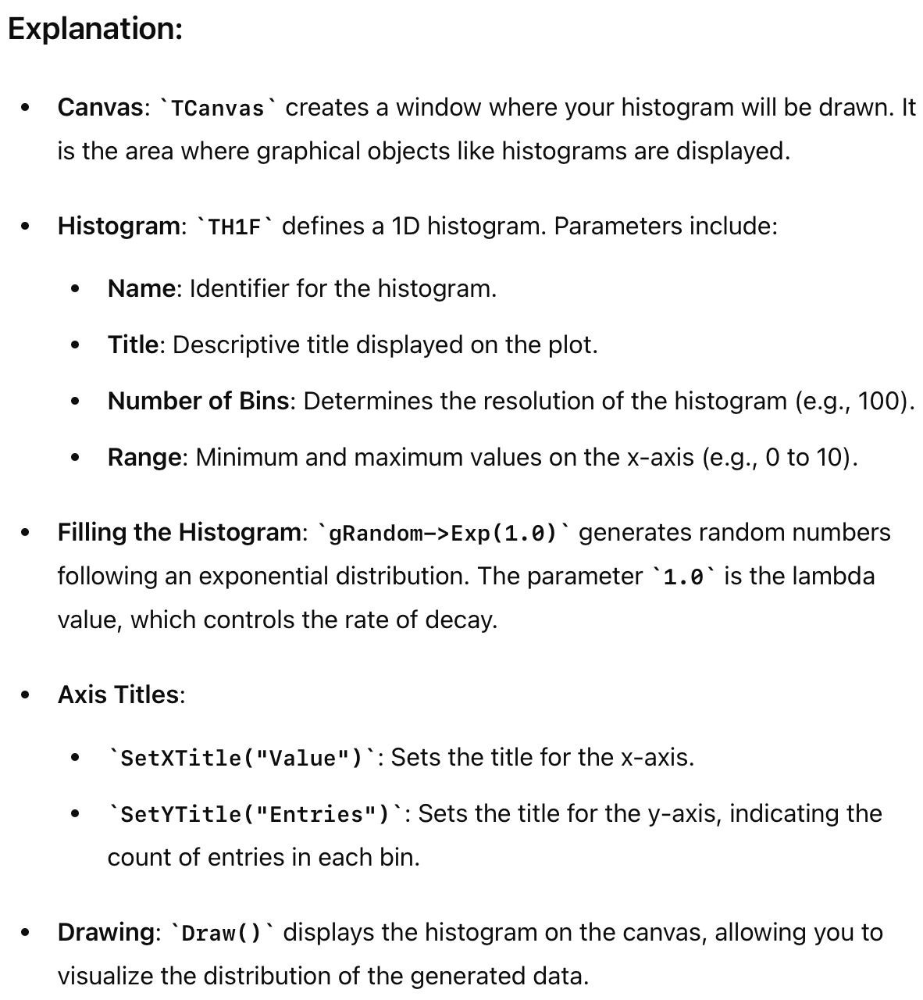 Explanation:
• Canvas: `TCanvas` creates a window where your histogram will be drawn. It
is the area where graphical objects like histograms are displayed.
• Histogram: `TH1F` defines a 1D histogram. Parameters include:
• Name: Identifier for the histogram.
• Title: Descriptive title displayed on the plot.
• Number of Bins: Determines the resolution of the histogram (e.g., 100).
• Range: Minimum and maximum values on the x-axis (e.g., 0 to 10).
• Filling the Histogram: `gRandom->Exp(1.0)` generates random numbers
following an exponential distribution. The parameter `1.0` is the lambda
value, which controls the rate of decay.
• Axis Titles:
• `SetXTitle("Value")`: Sets the title for the x-axis.
• `SetYTitle("Entries")`: Sets the title for the y-axis, indicating the
count of entries in each bin.
• Drawing: `Draw()` displays the histogram on the canvas, allowing you to
visualize the distribution of the generated data.